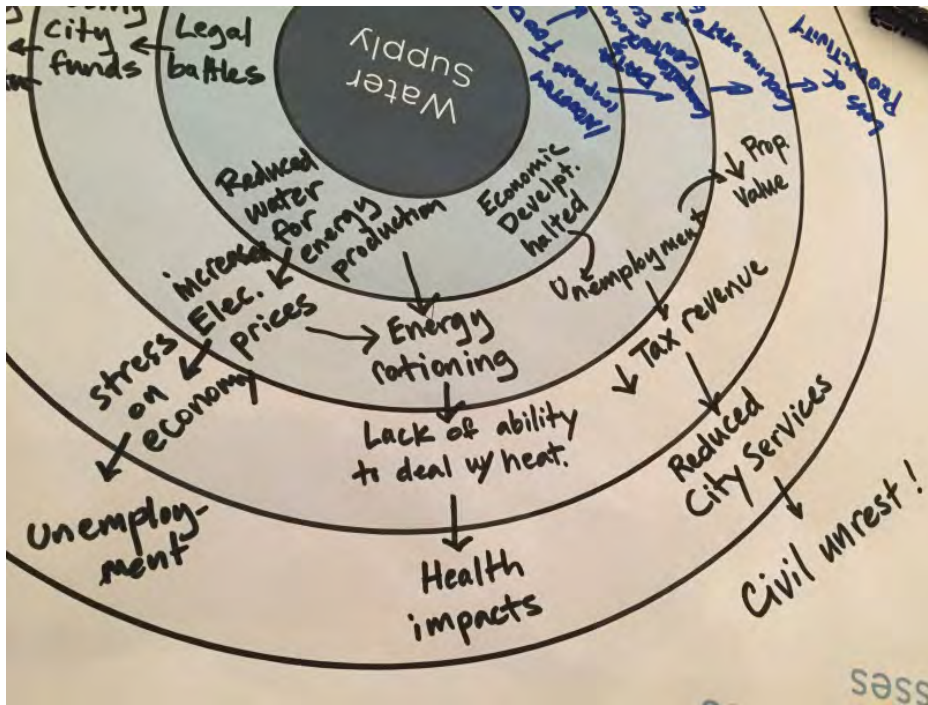 City
funds
Legal
battles
Water
Supply
Reduced
water
for
energy
production
Economic
Develpt.
halted
↓ Prop.
Value
Unemployment
increased
Elec.
prices
Energy
rationing
↓ Tax revenue
stress
on
economy
Lack of ability
to deal w/ heat.
Reduced
City Services
Unemploy-
ment
Health
impacts
Civil unrest!
Loss of
PRODUCTIVITY